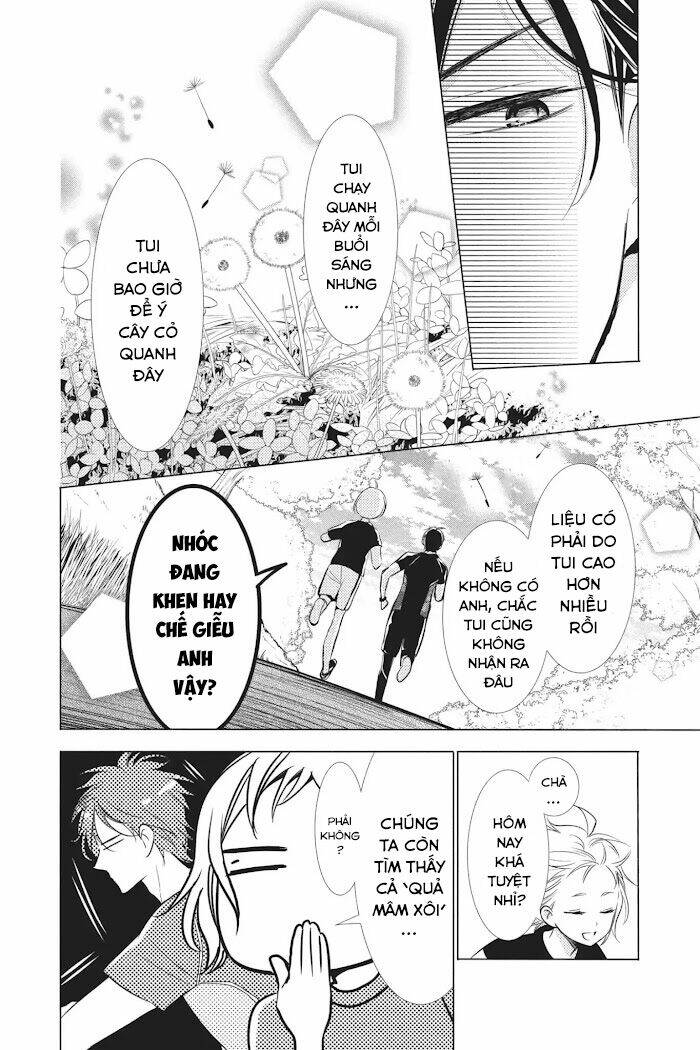 TUI
CHẠY
QUANH
ĐÂY MỖI
BUỔI
SÁNG
NHƯNG
...
TUI
CHƯA
BAO GIỜ
ĐỂ Ý
CÂY CỎ
QUANH
ĐÂY
LIỆU CÓ
PHẢI DO
TUI CAO
HƠN
NHIỀU
RỒI
NẾU
KHÔNG CÓ
ANH, CHẮC
TUI CŨNG
KHÔNG
NHẬN RA
ĐÂU
NHÓC
ĐANG
KHEN HAY
CHẾ GIỄU
ANH
VẬY?
CHÀ
...
HÔM
NAY KHÁ
TUYỆT
NHỈ?
CHÚNG
TA CÒN
TÌM THẤY
CẢ 'QUẢ
MÂM XÔI'
...
PHẢI
KHÔNG
?